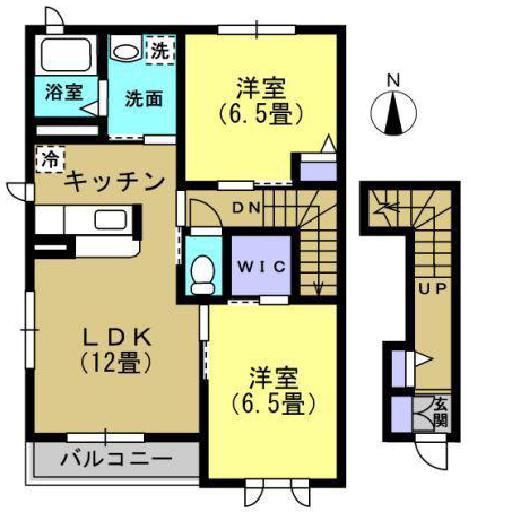 洗
浴室
洗面
洋室
(6.5畳)
N
冷
キッチン
DN
WIC
UP
LDK
(12畳)
洋室
(6.5畳)
玄関
バルコニー